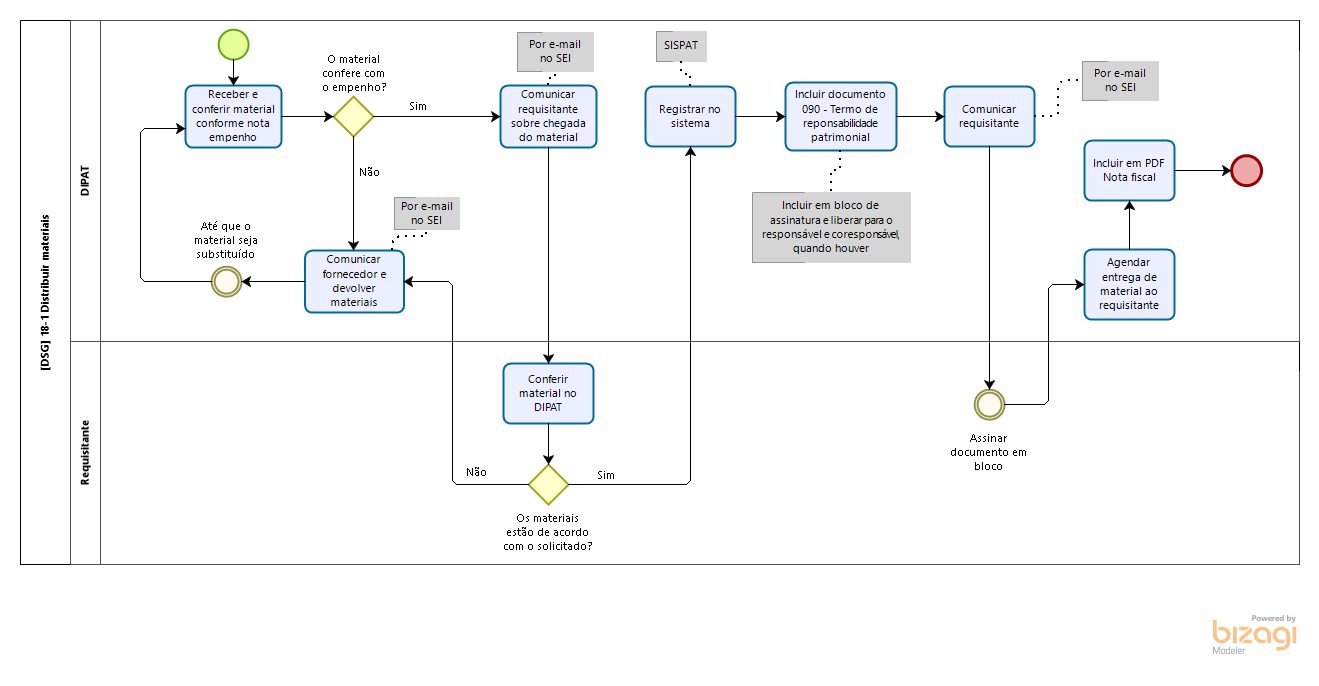 [DSG] 18-1 Distribuir materiais
DIPAT
Receber e
conferir material
conforme nota
empenho
O material
confere com
o empenho?
Sim
Não
Por e-mail
no SEI
Comunicar
requisitante
sobre chegada
do material
Por e-mail
no SEI
Comunicar
fornecedor e
devolver
materiais
Até que o
material seja
substituído
SISPAT
Registrar no
sistema
Incluir documento
090 - Termo de
reponsabilidade
patrimonial
Incluir em bloco de
assinatura e liberar para o
responsável e coresponsável,
quando houver
Comunicar
requisitante
Por e-mail
no SEI
Incluir em PDF
Nota fiscal
Agendar
entrega de
material ao
requisitante
Requisitante
Conferir
material no
DIPAT
Não
Sim
Os materiais
estão de acordo
com o solicitado?
Assinar
documento em
bloco
Powered by
bizagi
Modeler